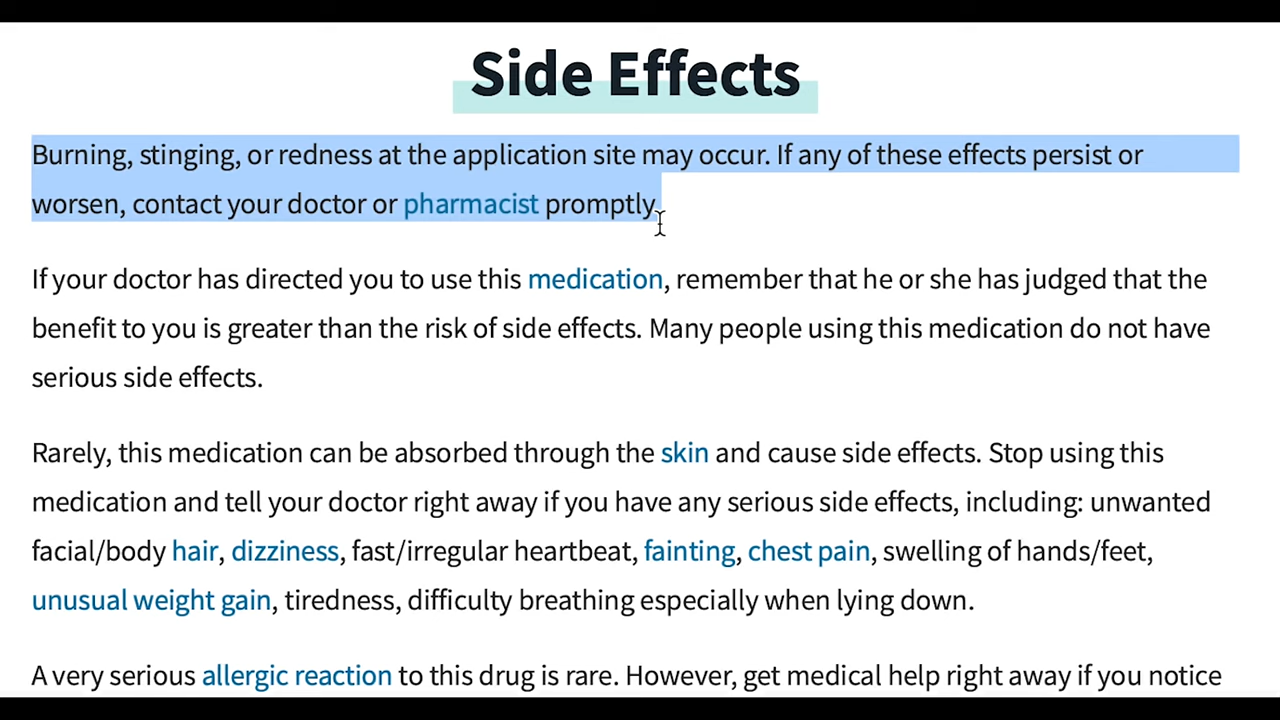 Side Effects
Burning, stinging, or redness at the application site may occur. If any of these effects persist or
worsen, contact your doctor or pharmacist promptly.
If your doctor has directed you to use this medication, remember that he or she has judged that the
benefit to you is greater than the risk of side effects. Many people using this medication do not have
serious side effects.
Rarely, this medication can be absorbed through the skin and cause side effects. Stop using this
medication and tell your doctor right away if you have any serious side effects, including: unwanted
facial/body hair, dizziness, fast/irregular heartbeat, fainting, chest pain, swelling of hands/feet,
unusual weight gain, tiredness, difficulty breathing especially when lying down.
A very serious allergic reaction to this drug is rare. However, get medical help right away if you notice